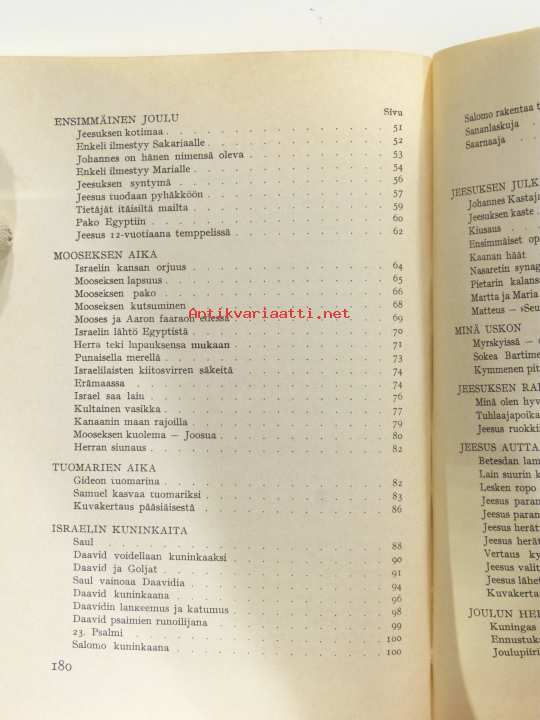 Sivu
ENSIMMÄINEN JOULU
Jeesuksen kotimaa . . . . . . . . . . . . 51
Enkeli ilmestyy Sakariaalle . . . . . . . . . . 52
Johannes on hänen nimensä oleva . . . . . . . . 53
Enkeli ilmestyy Marialle . . . . . . . . . . . 54
Jeesuksen syntymä . . . . . . . . . . . . 56
Jeesus tuodaan pyhäkköön . . . . . . . . . . 57
Tietäjät itäisiltä mailta . . . . . . . . . . . 59
Pako Egyptiin . . . . . . . . . . . . . 60
Jeesus 12-vuotiaana temppelissä . . . . . . . . . 62
MOOSEKSEN AIKA
Israelin kansan orjuus . . . . . . . . . . . 64
Mooseksen lapsuus . . . . . . . . . . . . 65
Mooseksen pako . . . . . . . . . . . . . 66
Mooseksen kutsuminen . . . . . . . . . . . 68
Mooses ja Aaron faaraon edessä . . . . . . . . . 69
Israelin lähtö Egyptistä . . . . . . . . . . . 70
Herra teki lupauksensa mukaan . . . . . . . . . 71
Punaisella merellä . . . . . . . . . . . . 73
Israelilaisten kiitosvirren säkeitä . . . . . . . . 74
Erämaassa . . . . . . . . . . . . . . 74
Israel saa lain . . . . . . . . . . . . . 76
Kultainen vasikka . . . . . . . . . . . . 77
Kanaanin maan rajoilla . . . . . . . . . . . 79
Mooseksen kuolema — Joosua . . . . . . . . . 80
Herran siunaus . . . . . . . . . . . . . 82
TUOMARIEN AIKA
Gideon tuomarina . . . . . . . . . . . . 82
Samuel kasvaa tuomariksi . . . . . . . . . . 83
Kuvakertaus pääsiäisestä . . . . . . . . . . 86
ISRAELIN KUNINKAITA
Saul . . . . . . . . . . . . . . . 88
Daavid voidellaan kuninkaaksi . . . . . . . . . 90
Daavid ja Goljat . . . . . . . . . . . . 91
Saul vainoaa Daavidia . . . . . . . . . . . 94
Daavid kuninkaana . . . . . . . . . . . . 96
Daavidin lankeemus ja katumus . . . . . . . . . 98
Daavid psalmien runoilijana . . . . . . . . . . 99
23. Psalmi . . . . . . . . . . . . . . 100
Salomo kuninkaana . . . . . . . . . . . . 100
180
Antikvariaatti.net
Salomo rakentaa
Sananlaskuja
Saarnaaja
JEESUKSEN JULK
Johannes Kastaja
Jeesuksen kaste
Kiusaus
Ensimmäiset op
Kaanan häät
Nasaretin synag
Pietarin kalans
Martta ja Maria
Matteus — »Seu
MINÄ USKON
Myrskyissä —
Sokea Bartime
Kymmenen pit
JEESUKSEN RA
Minä olen hyv
Tuhlaajapoika
Jeesus ruokki
JEESUS AUTTA
Betesdan lam
Lain suurin k
Lesken ropo
Jeesus paran
Jeesus paran
Jeesus herät
Jeesus herät
Vertaus ky
Jeesus valit
Jeesus lähet
Kuvakertau
JOULUN HE
Kuningas
Ennustuk
Joulupiiri